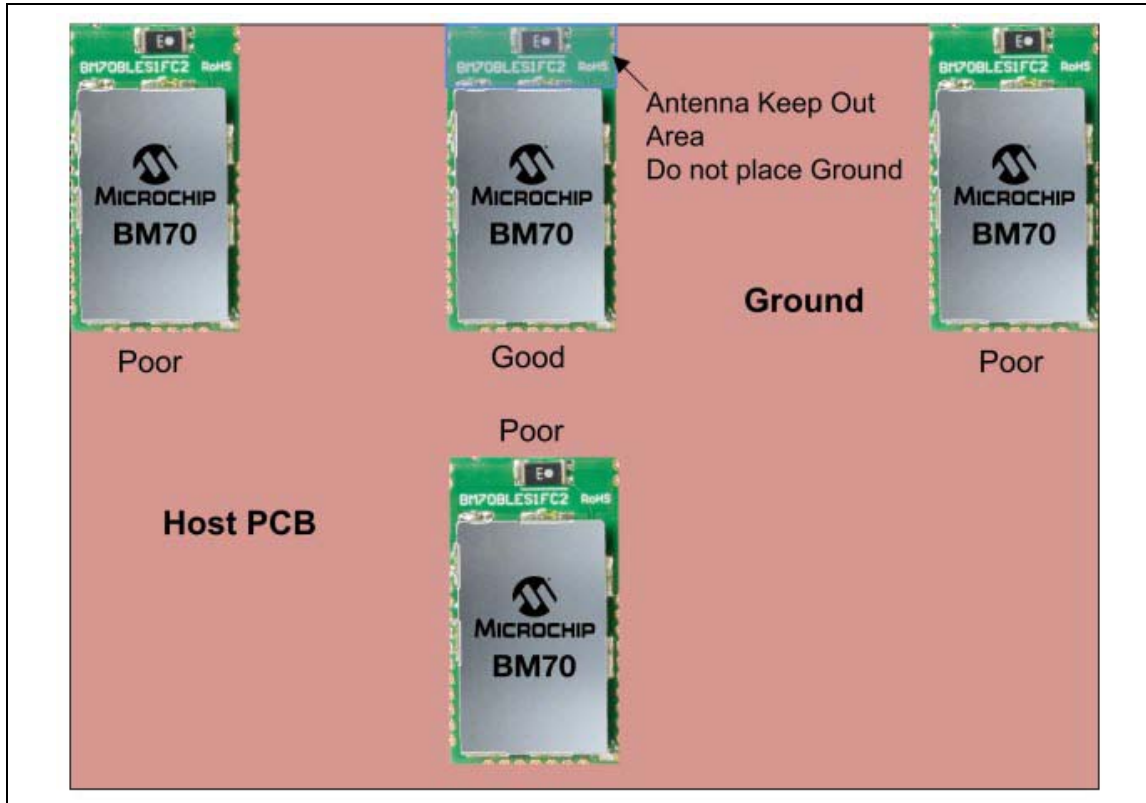 E
BM70BLES1FC2 RoHS
MICROCHIP
BM70
Poor
E
BM70BLES1FC2 RoHS
MICROCHIP
BM70
Good
Antenna Keep Out
Area
Do not place Ground
Ground
E
BM70BLES1FC2 RoHS
MICROCHIP
BM70
Poor
Host PCB
Poor
E
BM70BLES1FC2 RoHS
MICROCHIP
BM70